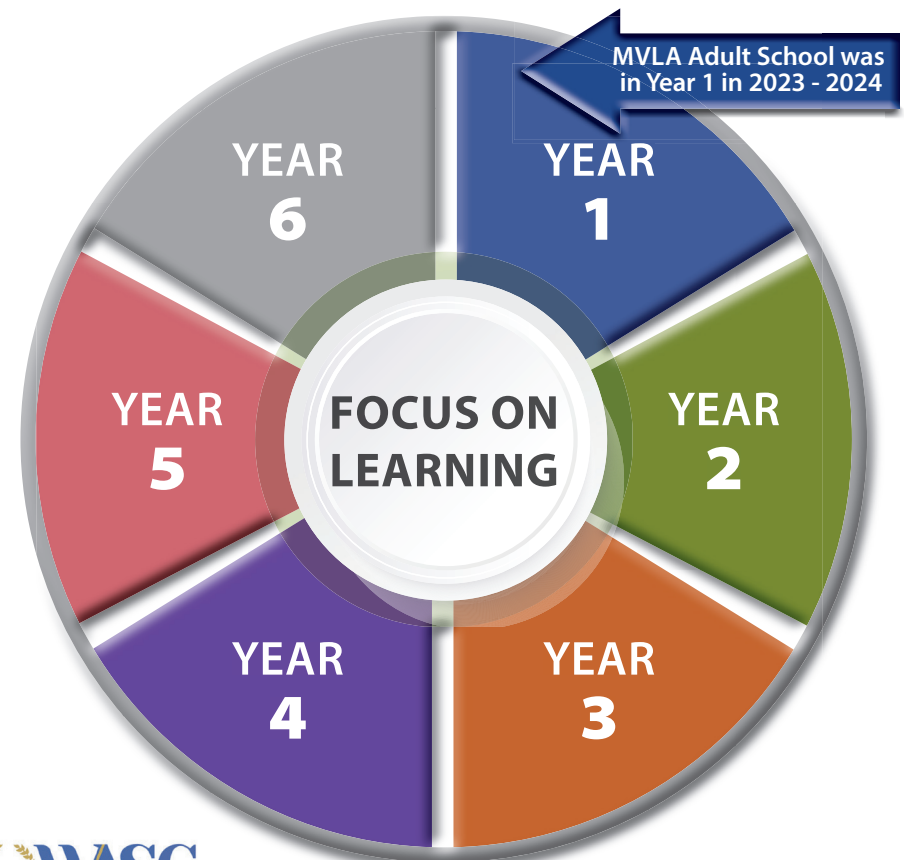 MVLA Adult School was
in Year 1 in 2023 - 2024
YEAR
1
YEAR
2
YEAR
3
YEAR
4
YEAR
5
YEAR
6
FOCUS ON
LEARNING